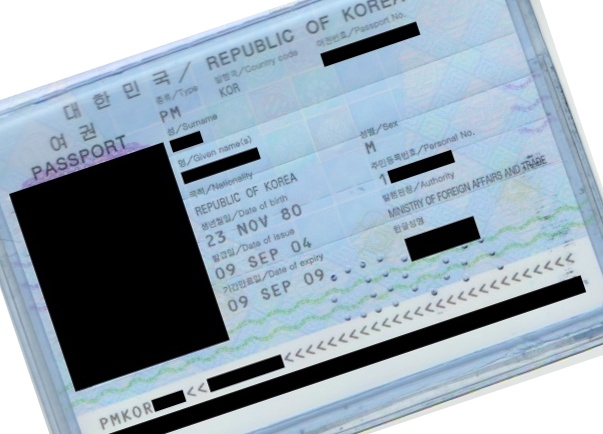 대한민국 / REPUBLIC OF KOREA
여권
PASSPORT
종류/Type 발행국/Country code 여권번호/Passport No.
PM KOR
성/Surname
이름/Given name(s)
국적/Nationality
REPUBLIC OF KOREA
생년월일/Date of birth
23 NOV 80
발급일/Date of issue
09 SEP 04
기간만료일/Date of expiry
09 SEP 09
성별/Sex
M
주민등록번호/Personal No.
1
발행관청/Authority
MINISTRY OF FOREIGN AFFAIRS AND TRADE
한글성명
PMKOR <<